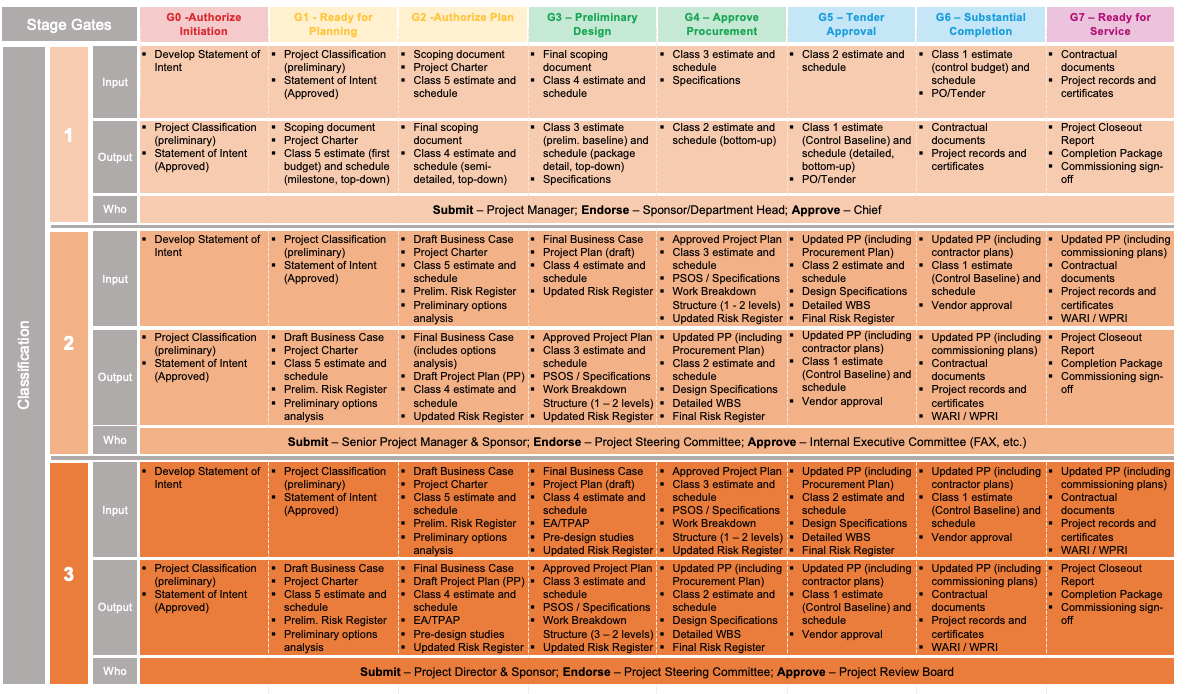 Stage Gates
G0 -Authorize
Initiation
G1 - Ready for
Planning
G2 -Authorize Plan
G3 – Preliminary
Design
G4 – Approve
Procurement
G5 – Tender
Approval
G6 – Substantial
Completion
G7 – Ready for
Service
Classification
1
Input
▪ Develop Statement of
Intent
▪ Project Classification
(preliminary)
▪ Statement of Intent
(Approved)
▪ Scoping document
▪ Project Charter
▪ Class 5 estimate and
schedule
▪ Final scoping
document
▪ Class 4 estimate and
schedule
▪ Class 3 estimate and
schedule
▪ Specifications
▪ Class 2 estimate and
schedule
▪ Class 1 estimate
(control budget) and
schedule
▪ PO/Tender
▪ Contractual
documents
▪ Project records and
certificates
Output
▪ Project Classification
(preliminary)
▪ Statement of Intent
(Approved)
▪ Scoping document
▪ Project Charter
▪ Class 5 estimate (first
budget) and schedule
(milestone, top-down)
▪ Final scoping
document
▪ Class 4 estimate and
schedule (semi-
detailed, top-down)
▪ Class 3 estimate
(prelim. baseline) and
schedule (package
detail, top-down)
▪ Specifications
▪ Class 2 estimate and
schedule (bottom-up)
▪ Class 1 estimate
(Control Baseline) and
schedule (detailed,
bottom-up)
▪ PO/Tender
▪ Contractual
documents
▪ Project records and
certificates
▪ Project Closeout
Report
▪ Completion Package
▪ Commissioning sign-
off
Who
Submit – Project Manager; Endorse – Sponsor/Department Head; Approve – Chief
2
Input
▪ Develop Statement of
Intent
▪ Project Classification
(preliminary)
▪ Statement of Intent
(Approved)
▪ Draft Business Case
▪ Project Charter
▪ Class 5 estimate and
schedule
▪ Prelim. Risk Register
▪ Preliminary options
analysis
▪ Final Business Case
▪ Project Plan (draft)
▪ Class 4 estimate and
schedule
▪ Updated Risk Register
▪ Approved Project Plan
▪ Class 3 estimate and
schedule
▪ PSOS / Specifications
▪ Work Breakdown
Structure (1 - 2 levels)
▪ Updated Risk Register
▪ Updated PP (including
Procurement Plan)
▪ Class 2 estimate and
schedule
▪ Design Specifications
▪ Detailed WBS
▪ Final Risk Register
▪ Updated PP (including
contractor plans)
▪ Class 1 estimate
(Control Baseline) and
schedule
▪ Vendor approval
▪ Updated PP (including
commissioning plans)
▪ Contractual
documents
▪ Project records and
certificates
▪ WARI / WPRI
Output
▪ Project Classification
(preliminary)
▪ Statement of Intent
(Approved)
▪ Draft Business Case
▪ Project Charter
▪ Class 5 estimate and
schedule
▪ Prelim. Risk Register
▪ Preliminary options
analysis
▪ Final Business Case
(includes options
analysis)
▪ Draft Project Plan (PP)
▪ Class 4 estimate and
schedule
▪ Updated Risk Register
▪ Approved Project Plan
▪ Class 3 estimate and
schedule
▪ PSOS / Specifications
▪ Work Breakdown
Structure (1 – 2 levels)
▪ Updated Risk Register
▪ Updated PP (including
Procurement Plan)
▪ Class 2 estimate and
schedule
▪ Design Specifications
▪ Detailed WBS
▪ Final Risk Register
▪ Updated PP (including
contractor plans)
▪ Class 1 estimate
(Control Baseline) and
schedule
▪ Vendor approval
▪ Updated PP (including
commissioning plans)
▪ Contractual
documents
▪ Project records and
certificates
▪ WARI / WPRI
▪ Project Closeout
Report
▪ Completion Package
▪ Commissioning sign-
off
Who
Submit – Senior Project Manager & Sponsor; Endorse – Project Steering Committee; Approve – Internal Executive Committee (FAX, etc.)
3
Input
▪ Develop Statement of
Intent
▪ Project Classification
(preliminary)
▪ Statement of Intent
(Approved)
▪ Draft Business Case
▪ Project Charter
▪ Class 5 estimate and
schedule
▪ Prelim. Risk Register
▪ Preliminary options
analysis
▪ Final Business Case
▪ Project Plan (draft)
▪ Class 4 estimate and
schedule
▪ EA/TPAP
▪ Pre-design studies
▪ Updated Risk Register
▪ Approved Project Plan
▪ Class 3 estimate and
schedule
▪ PSOS / Specifications
▪ Work Breakdown
Structure (1 – 2 levels)
▪ Updated Risk Register
▪ Updated PP (including
Procurement Plan)
▪ Class 2 estimate and
schedule
▪ Design Specifications
▪ Detailed WBS
▪ Final Risk Register
▪ Updated PP (including
contractor plans)
▪ Class 1 estimate
(Control Baseline) and
schedule
▪ Vendor approval
▪ Updated PP (including
commissioning plans)
▪ Contractual
documents
▪ Project records and
certificates
▪ WARI / WPRI
Output
▪ Project Classification
(preliminary)
▪ Statement of Intent
(Approved)
▪ Draft Business Case
▪ Project Charter
▪ Class 5 estimate and
schedule
▪ Prelim. Risk Register
▪ Preliminary options
analysis
▪ Final Business Case
▪ Draft Project Plan (PP)
▪ Class 4 estimate and
schedule
▪ EA/TPAP
▪ Pre-design studies
▪ Updated Risk Register
▪ Approved Project Plan
▪ Class 3 estimate and
schedule
▪ PSOS / Specifications
▪ Work Breakdown
Structure (3 – 2 levels)
▪ Updated Risk Register
▪ Updated PP (including
Procurement Plan)
▪ Class 2 estimate and
schedule
▪ Design Specifications
▪ Detailed WBS
▪ Final Risk Register
▪ Updated PP (including
contractor plans)
▪ Class 1 estimate
(Control Baseline) and
schedule
▪ Vendor approval
▪ Updated PP (including
commissioning plans)
▪ Contractual
documents
▪ Project records and
certificates
▪ WARI / WPRI
▪ Project Closeout
Report
▪ Completion Package
▪ Commissioning sign-
off
Who
Submit – Project Director & Sponsor; Endorse – Project Steering Committee; Approve – Project Review Board